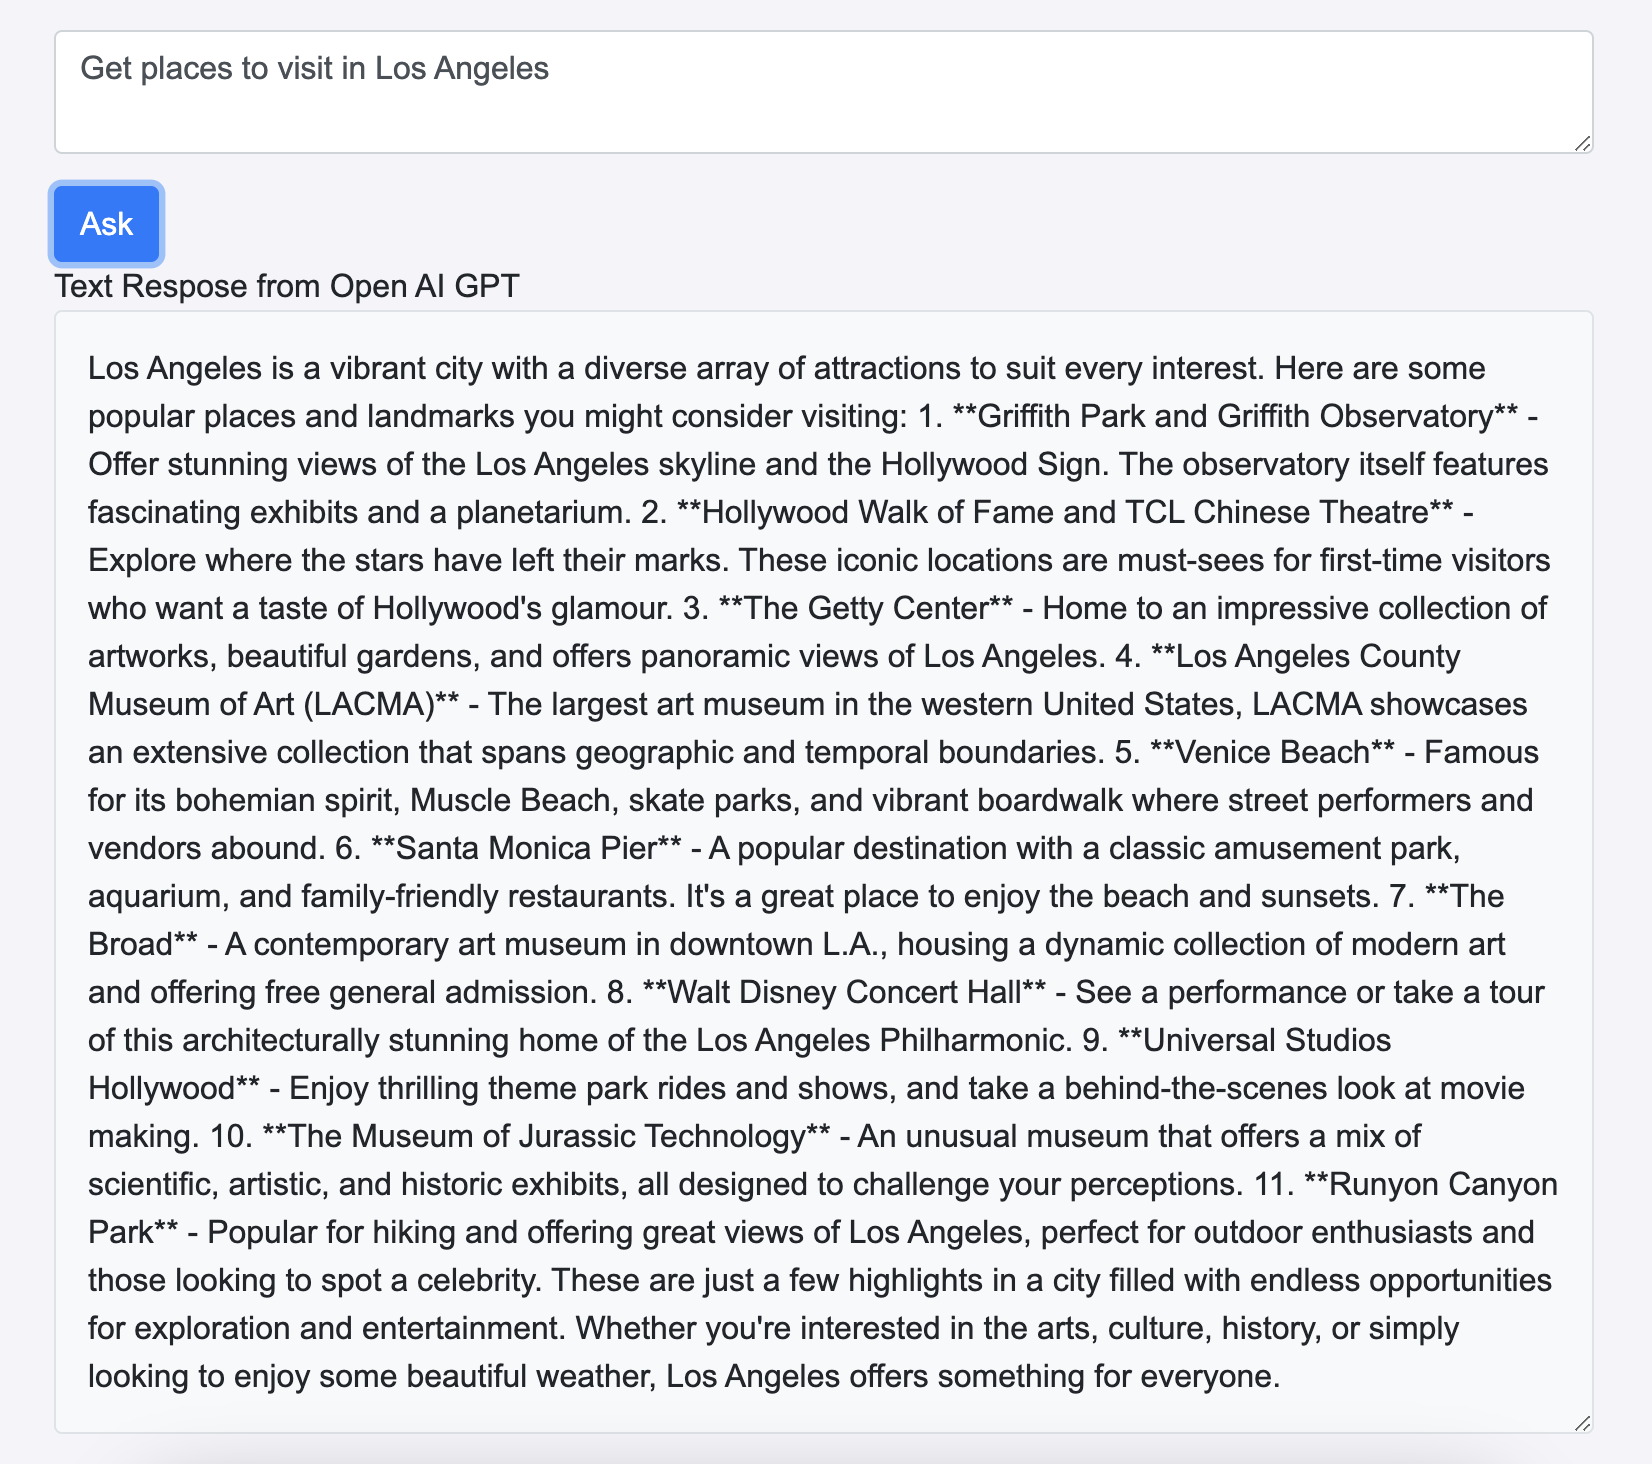 Get places to visit in Los Angeles
Ask
Text Respose from Open AI GPT
Los Angeles is a vibrant city with a diverse array of attractions to suit every interest. Here are some
popular places and landmarks you might consider visiting: 1. **Griffith Park and Griffith Observatory** -
Offer stunning views of the Los Angeles skyline and the Hollywood Sign. The observatory itself features
fascinating exhibits and a planetarium. 2. **Hollywood Walk of Fame and TCL Chinese Theatre** -
Explore where the stars have left their marks. These iconic locations are must-sees for first-time visitors
who want a taste of Hollywood's glamour. 3. **The Getty Center** - Home to an impressive collection of
artworks, beautiful gardens, and offers panoramic views of Los Angeles. 4. **Los Angeles County
Museum of Art (LACMA)** - The largest art museum in the western United States, LACMA showcases
an extensive collection that spans geographic and temporal boundaries. 5. **Venice Beach** - Famous
for its bohemian spirit, Muscle Beach, skate parks, and vibrant boardwalk where street performers and
vendors abound. 6. **Santa Monica Pier** - A popular destination with a classic amusement park,
aquarium, and family-friendly restaurants. It's a great place to enjoy the beach and sunsets. 7. **The
Broad** - A contemporary art museum in downtown L.A., housing a dynamic collection of modern art
and offering free general admission. 8. **Walt Disney Concert Hall** - See a performance or take a tour
of this architecturally stunning home of the Los Angeles Philharmonic. 9. **Universal Studios
Hollywood** - Enjoy thrilling theme park rides and shows, and take a behind-the-scenes look at movie
making. 10. **The Museum of Jurassic Technology** - An unusual museum that offers a mix of
scientific, artistic, and historic exhibits, all designed to challenge your perceptions. 11. **Runyon Canyon
Park** - Popular for hiking and offering great views of Los Angeles, perfect for outdoor enthusiasts and
those looking to spot a celebrity. These are just a few highlights in a city filled with endless opportunities
for exploration and entertainment. Whether you're interested in the arts, culture, history, or simply
looking to enjoy some beautiful weather, Los Angeles offers something for everyone.